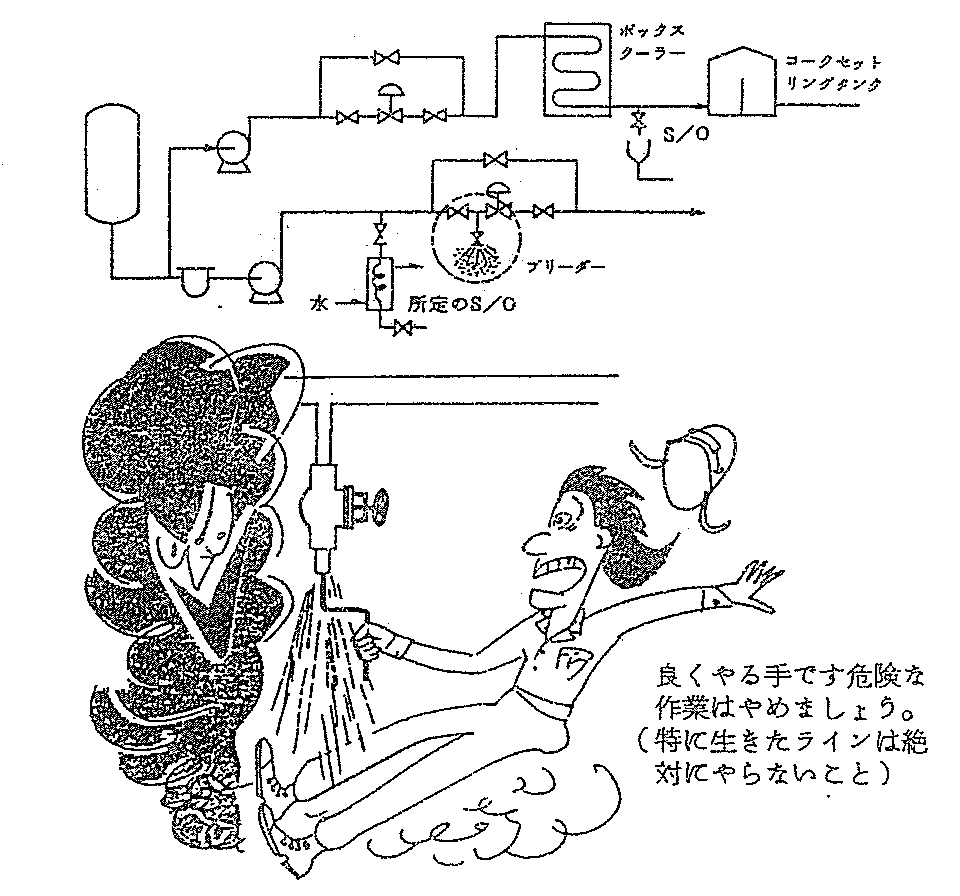 ボックス
クーラー
コークセット
リングタンク
S/O
ブリーダー
水
所定のS/O
良くやる手です危険な
作業はやめましょう。
(特に生きたラインは絶
対にやらないこと)